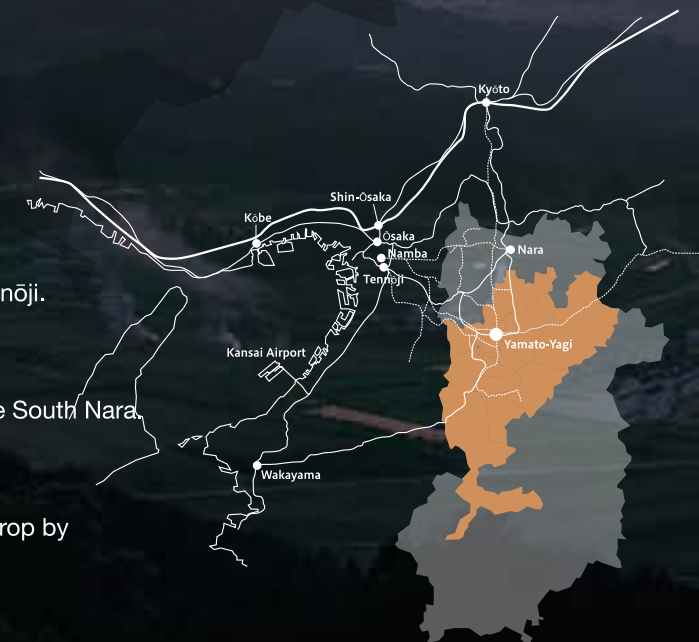 Kyōto
Shin-Ōsaka
Kōbe
Ōsaka
Namba
Nara
Tennōji
nōji.
Yamato-Yagi
Kansai Airport
e South Nara.
Wakayama
rop by